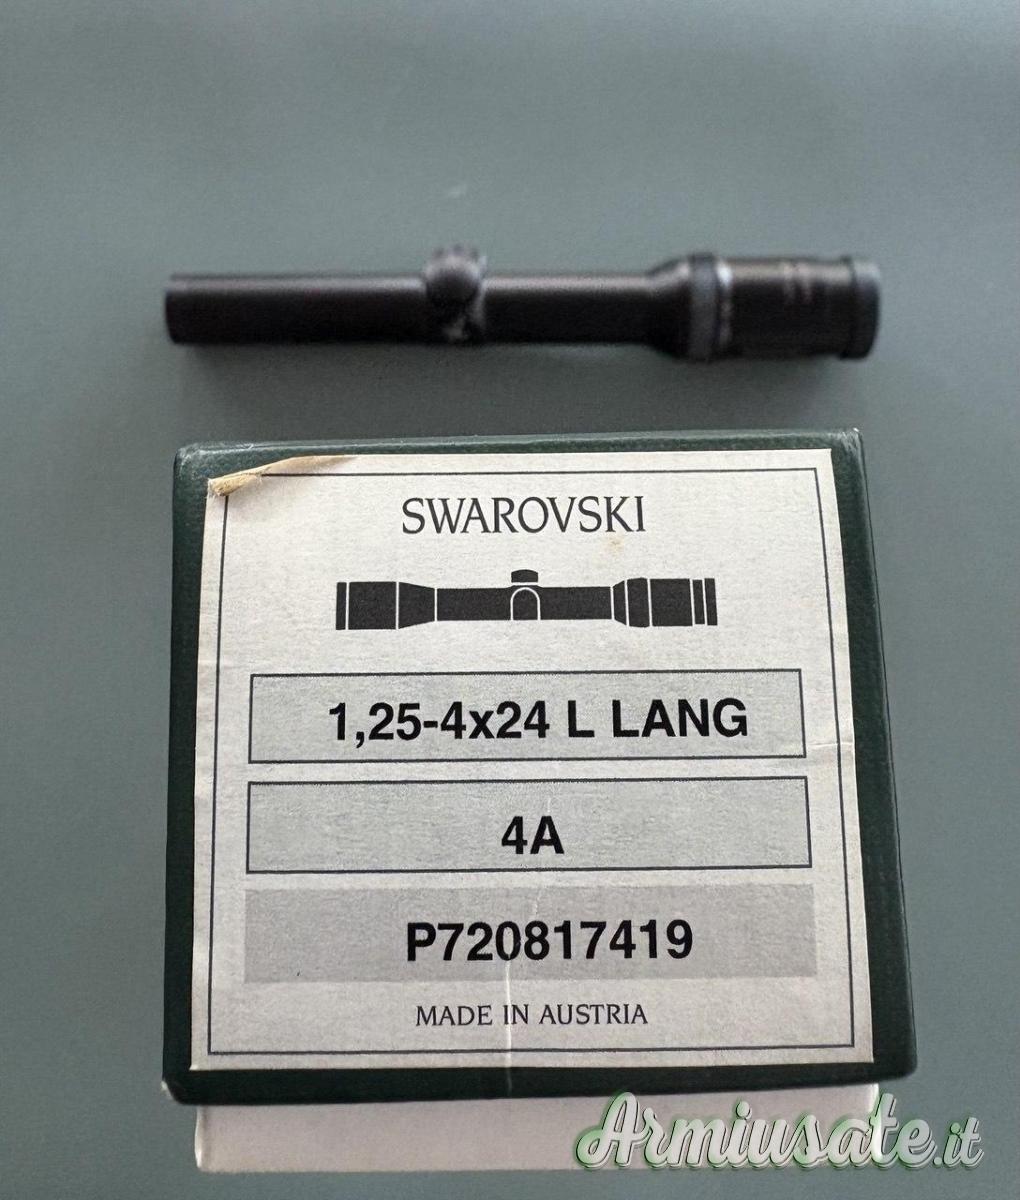 SWAROVSKI
1,25-4x24 L LANG
4A
P720817419
MADE IN AUSTRIA
Armiusate.it